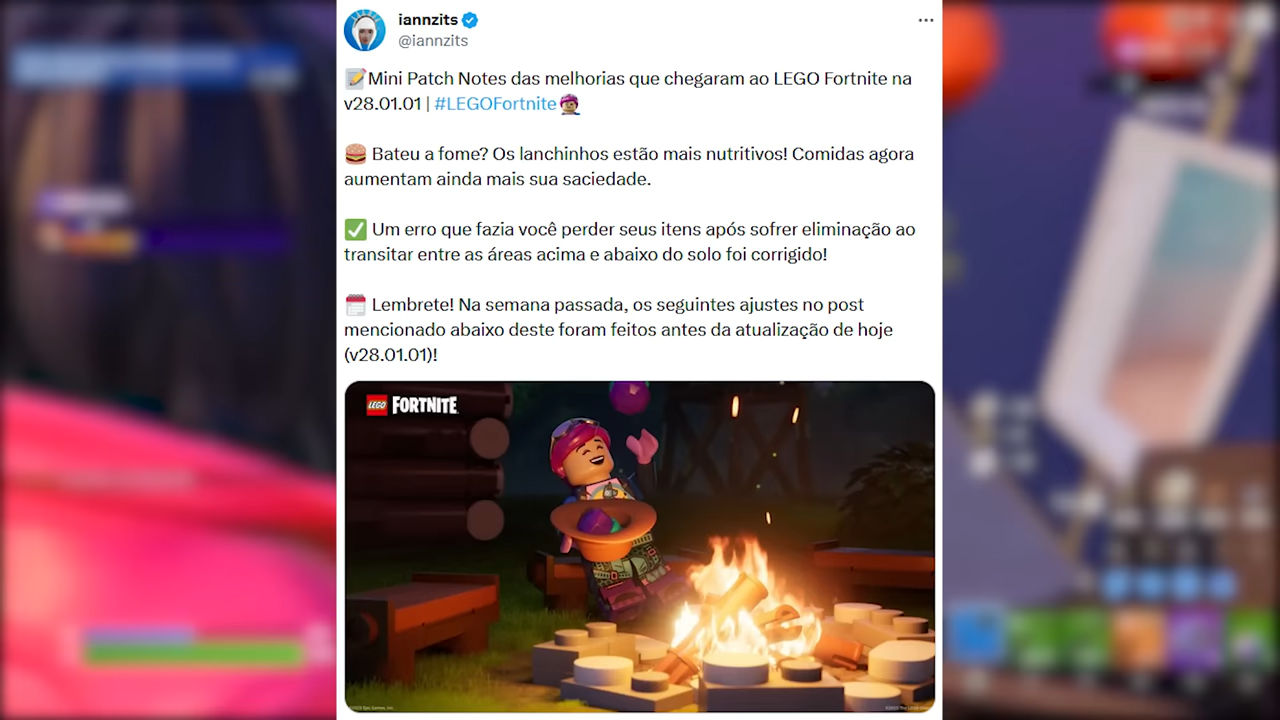 iannzits
@iannzits
📝Mini Patch Notes das melhorias que chegaram ao LEGO Fortnite na
v28.01.01 | #LEGOFortnite
🍔 Bateu a fome? Os lanchinhos estão mais nutritivos! Comidas agora
aumentam ainda mais sua saciedade.
✅ Um erro que fazia você perder seus itens após sofrer eliminação ao
transitar entre as áreas acima e abaixo do solo foi corrigido!
🗓️ Lembrete! Na semana passada, os seguintes ajustes no post
mencionado abaixo deste foram feitos antes da atualização de hoje
(v28.01.01)!
LEGO FORTNITE